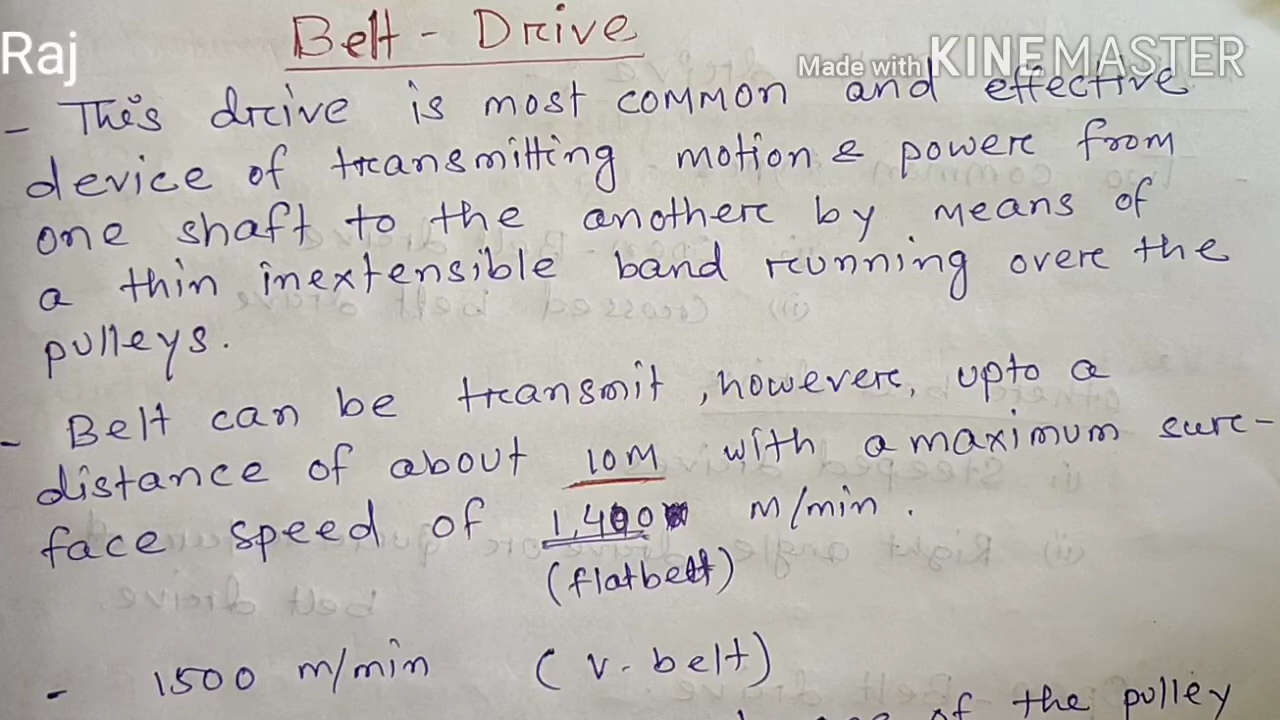 Belt - Drive
Raj
Made with KINEMASTER
- This drive is most common and effective
device of transmitting motion & power from
one shaft to the another by means of
a thin inextensible band running over the
pulleys.
- Belt can be transmit, however, upto a
distance of about 10M with a maximum sur-
face speed of 1,400 M/min.
(flatbelt)
- 1500 m/min (v-belt)
of the pulley